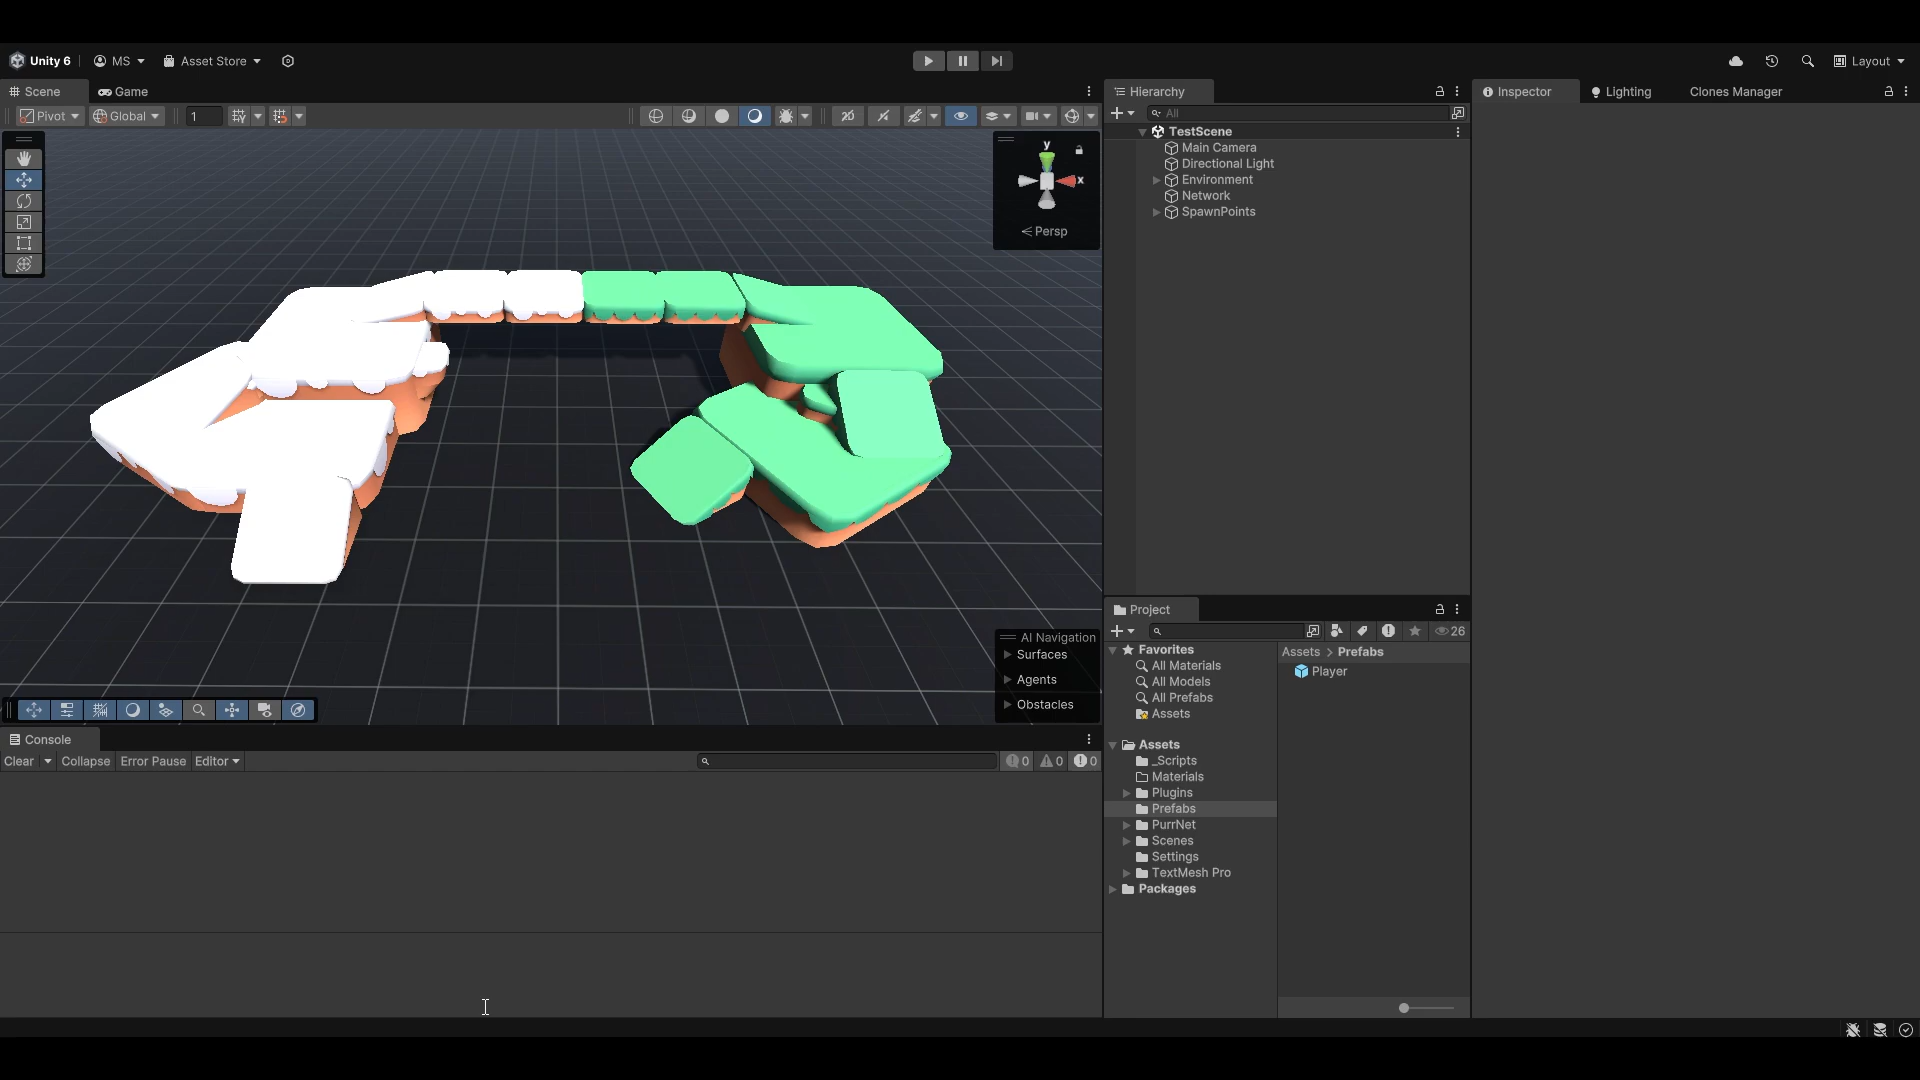 Unity 6 MS Asset Store Layout
Scene Game
Pivot Global 1 2D
y
x
Persp
AI Navigation
Surfaces
Agents
Obstacles
Console
Clear Collapse Error Pause Editor 0 0 0
Hierarchy
All
TestScene
Main Camera
Directional Light
Environment
Network
SpawnPoints
Project
26
Favorites
All Materials
All Models
All Prefabs
Assets
Assets
_Scripts
Materials
Plugins
Prefabs
PurrNet
Scenes
Settings
TextMesh Pro
Packages
Assets > Prefabs
Player
Inspector Lighting Clones Manager